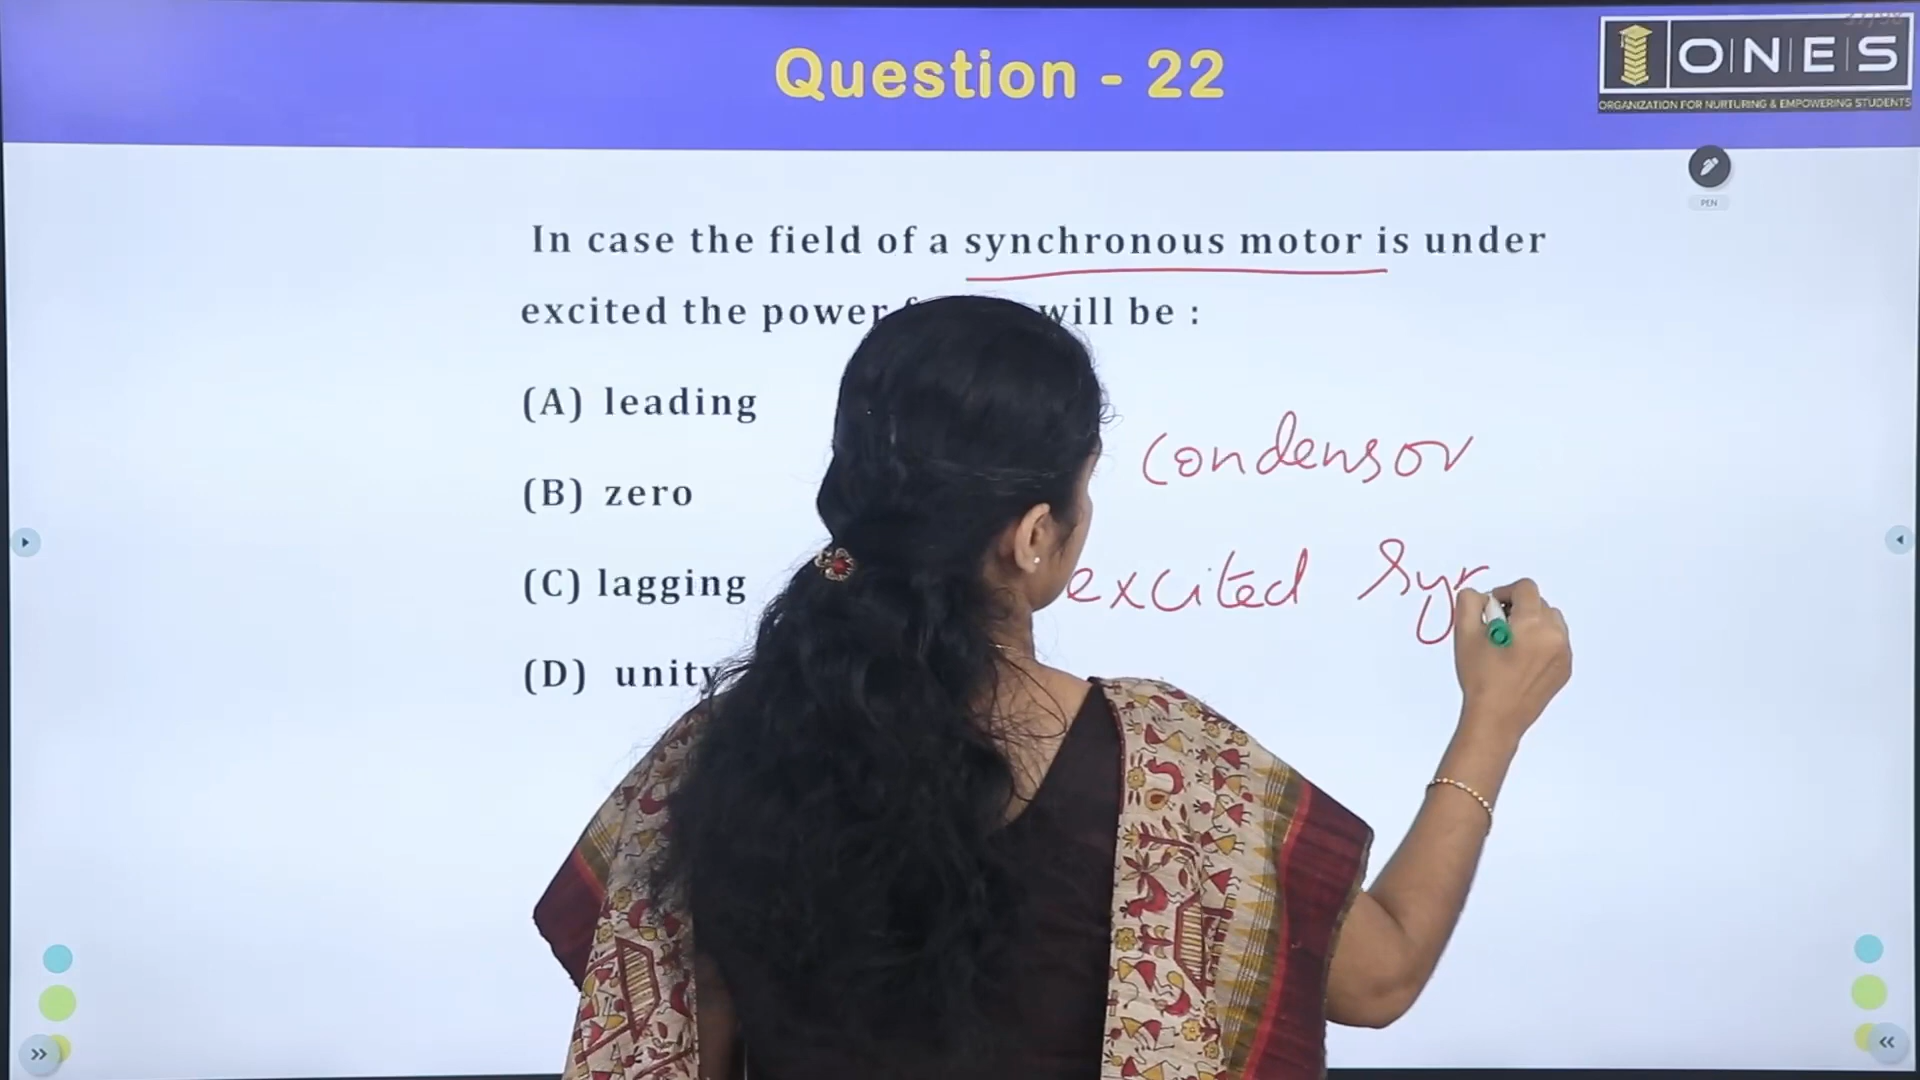 Question - 22
O|N|E|S
ORGANIZATION FOR NURTURING & EMPOWERING STUDENTS
PEN
In case the field of a synchronous motor is under
excited the power will be :
(A) leading
(B) zero
(C) lagging
(D) unity
Condensor
excited Syn